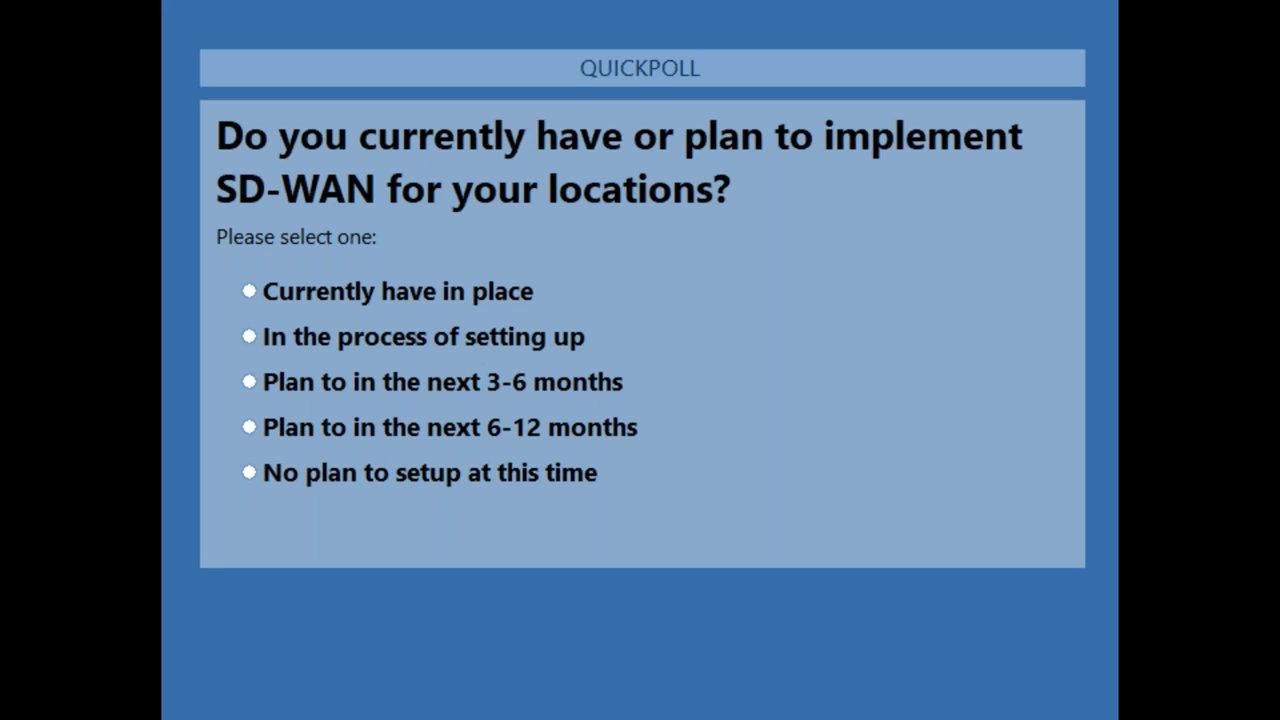 QUICKPOLL
Do you currently have or plan to implement
SD-WAN for your locations?
Please select one:
Currently have in place
In the process of setting up
Plan to in the next 3-6 months
Plan to in the next 6-12 months
No plan to setup at this time